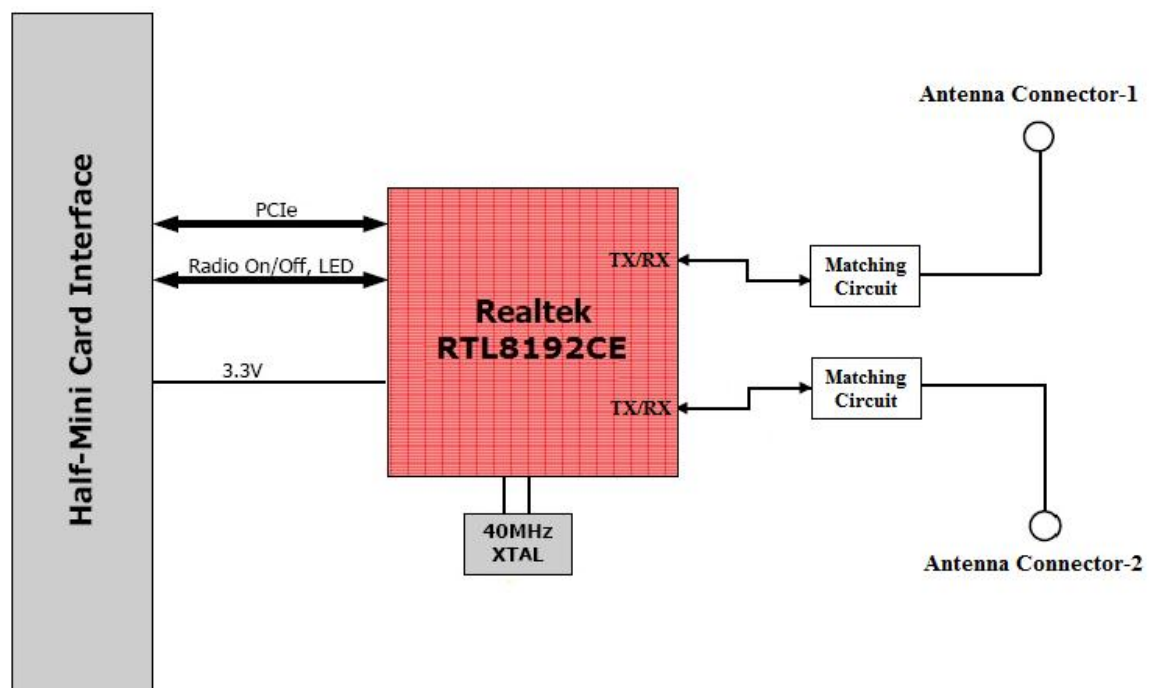 Antenna Connector-1
Half-Mini Card Interface
PCIe
Radio On/Off, LED
3.3V
Realtek
RTL8192CE
TX/RX
TX/RX
Matching
Circuit
Matching
Circuit
40MHz
XTAL
Antenna Connector-2